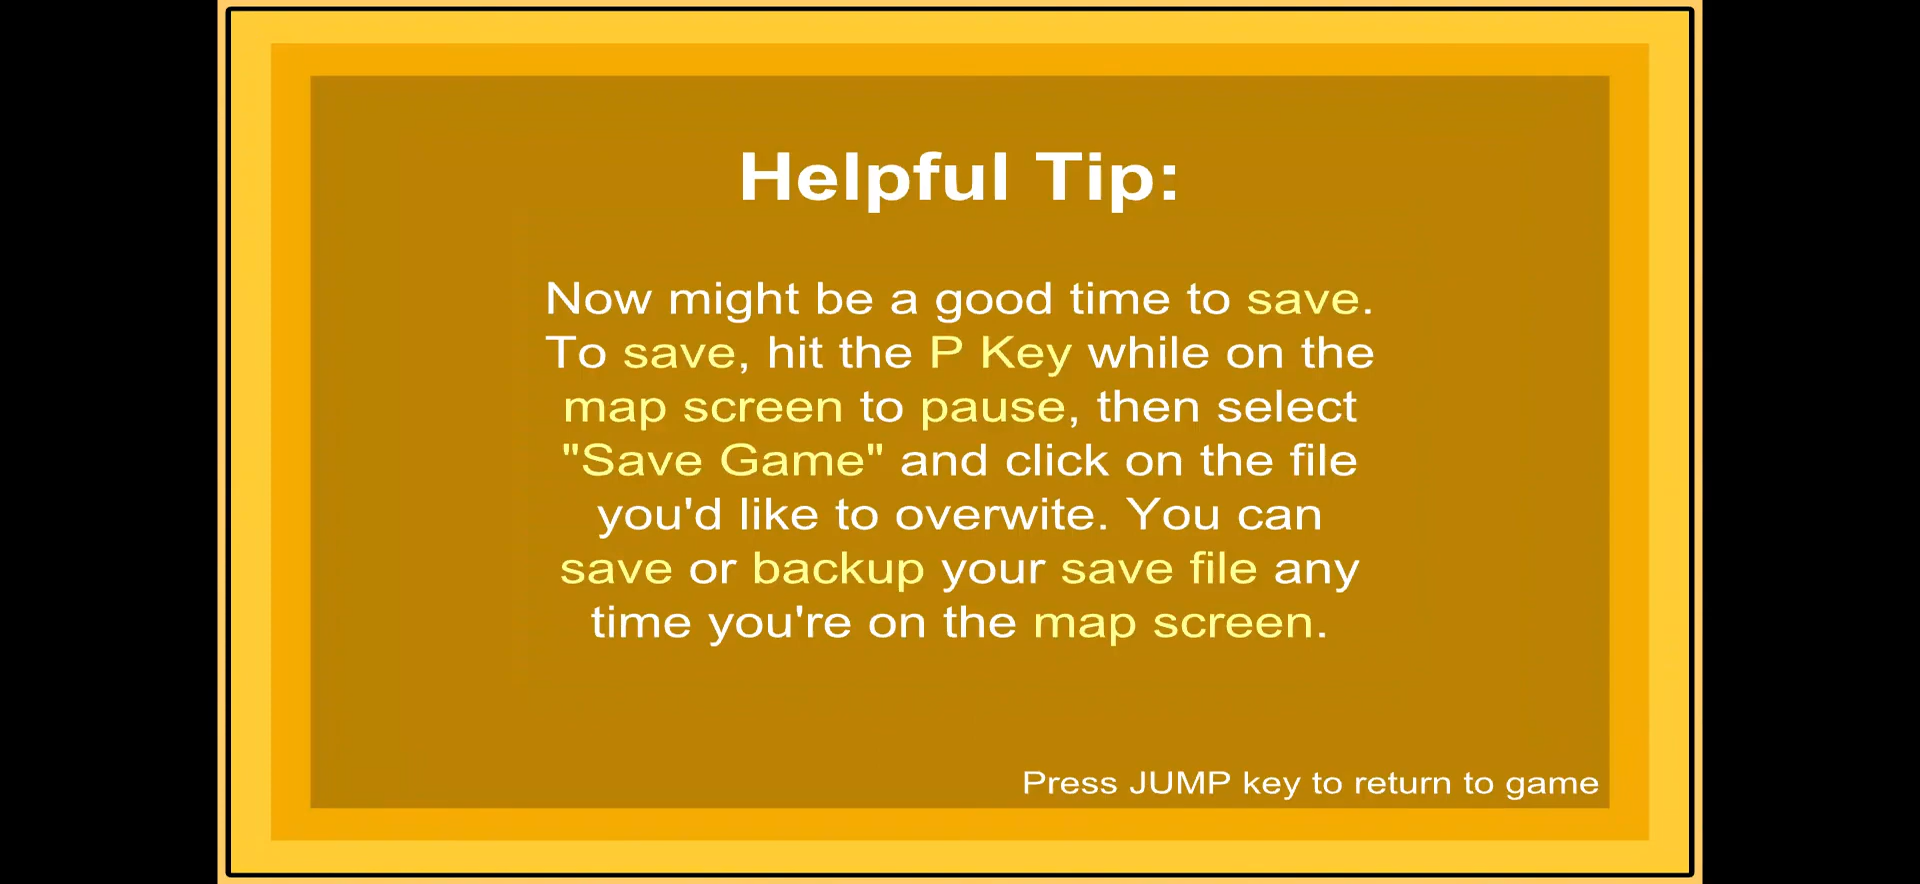 Helpful Tip:
Now might be a good time to save.
To save, hit the P Key while on the
map screen to pause, then select
"Save Game" and click on the file
you'd like to overwite. You can
save or backup your save file any
time you're on the map screen.
Press JUMP key to return to game